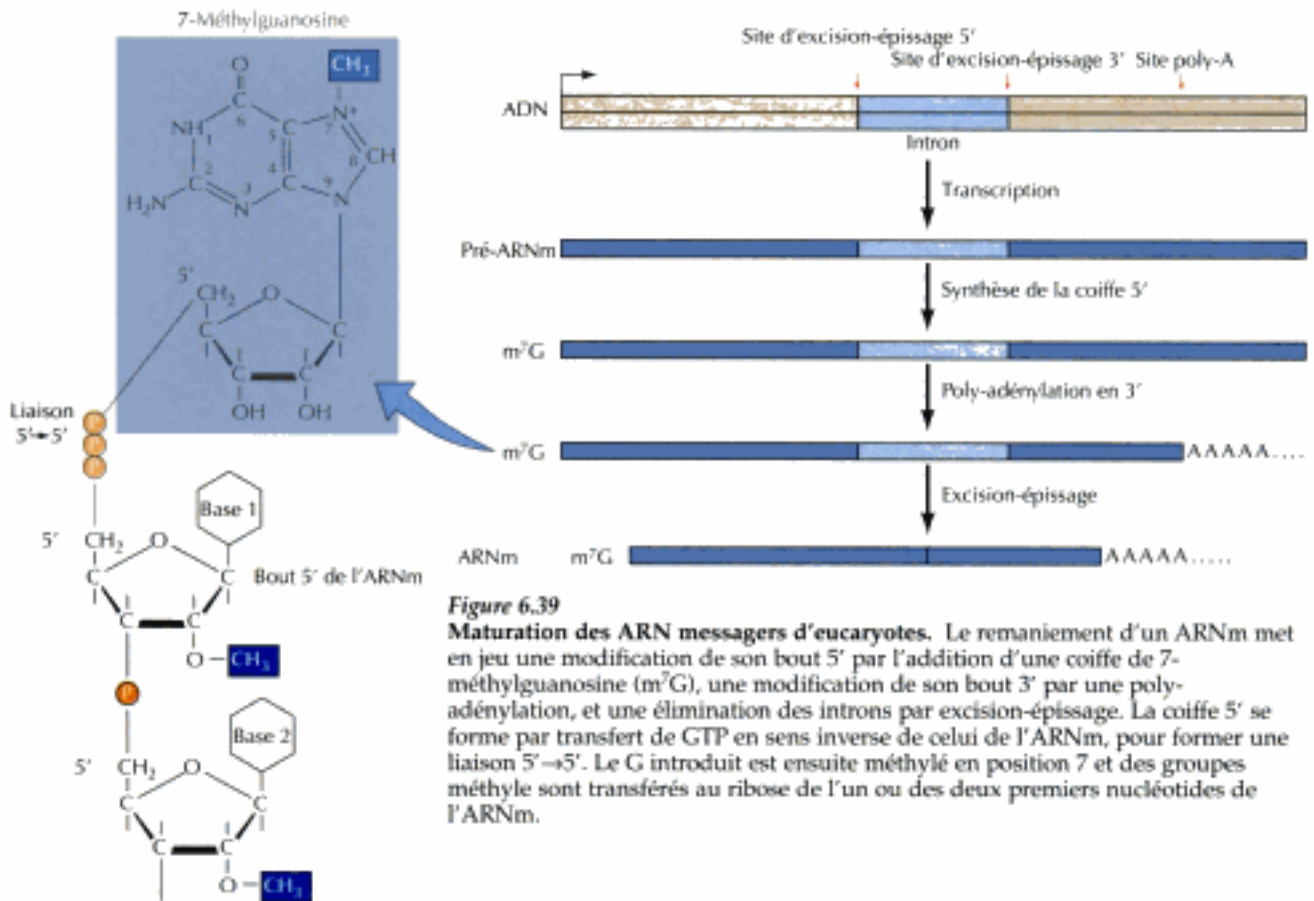 7-Méthylguanosine
CH3
O
C
6
NH
1
C
5
N+
7
CH
8
2
C
4
C
9
H2N
N
3
N
5'
CH2
O
C
C
C
C
OH
OH
Liaison
5'→5'
P
P
P
Base 1
5'
CH2
O
C
C
Bout 5' de l'ARNm
C
C
O
CH3
P
Base 2
5'
CH2
O
C
C
C
C
O
CH3
Site d'excision-épissage 5'
Site d'excision-épissage 3' Site poly-A
ADN
Intron
Transcription
Pré-ARNm
Synthèse de la coiffe 5'
m7G
Poly-adénylation en 3'
m7G
AAAAA....
Excision-épissage
ARNm m7G
AAAAA.....
Figure 6.39
Maturation des ARN messagers d'eucaryotes. Le remaniement d'un ARNm met
en jeu une modification de son bout 5' par l'addition d'une coiffe de 7-
méthylguanosine (m7G), une modification de son bout 3' par une poly-
adénylation, et une élimination des introns par excision-épissage. La coiffe 5' se
forme par transfert de GTP en sens inverse de celui de l'ARNm, pour former une
liaison 5'→5'. Le G introduit est ensuite méthylé en position 7 et des groupes
méthyle sont transférés au ribose de l'un ou des deux premiers nucléotides de
l'ARNm.